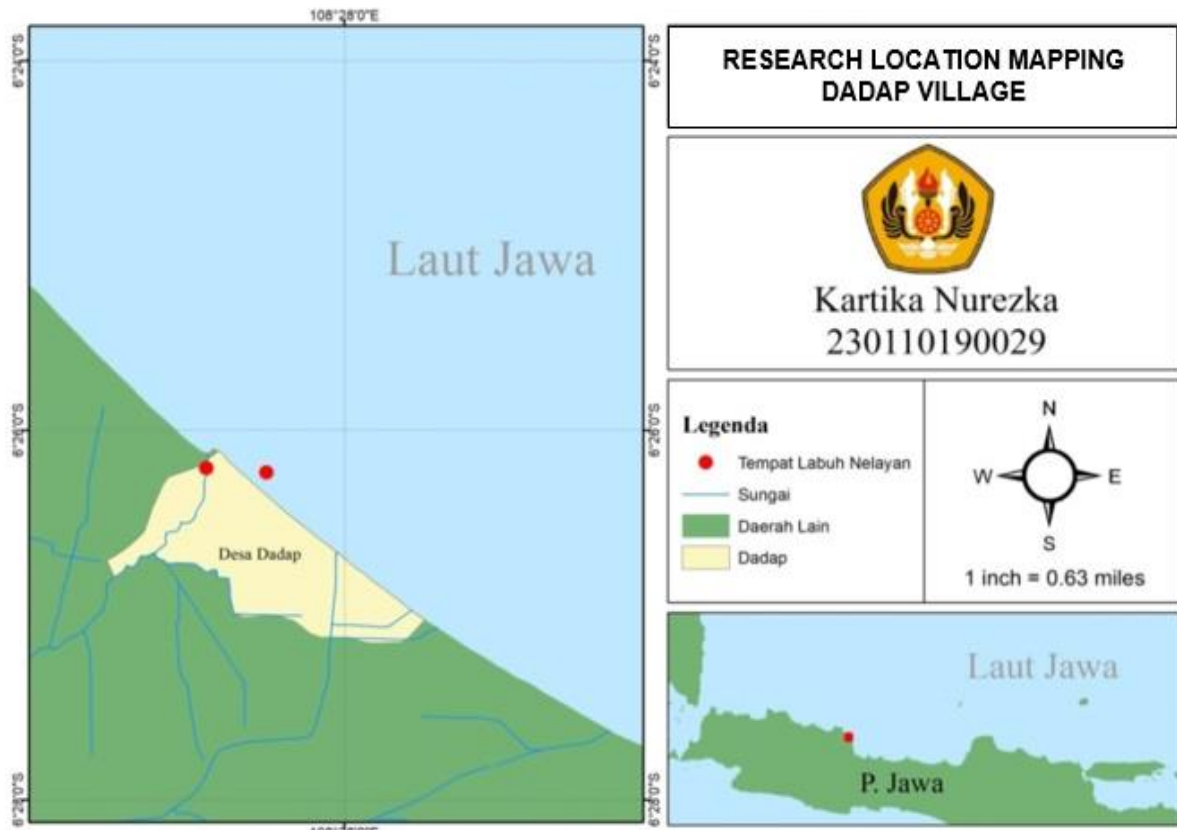 108°28'0"E
6°24'0"S
6°24'0"S
Laut Jawa
6°26'0"S
6°26'0"S
Desa Dadap
6°28'0"S
6°28'0"S
RESEARCH LOCATION MAPPING
DADAP VILLAGE
Kartika Nurezka
230110190029
Legenda
Tempat Labuh Nelayan
Sungai
Daerah Lain
Dadap
N
W
E
S
1 inch = 0.63 miles
Laut Jawa
P. Jawa